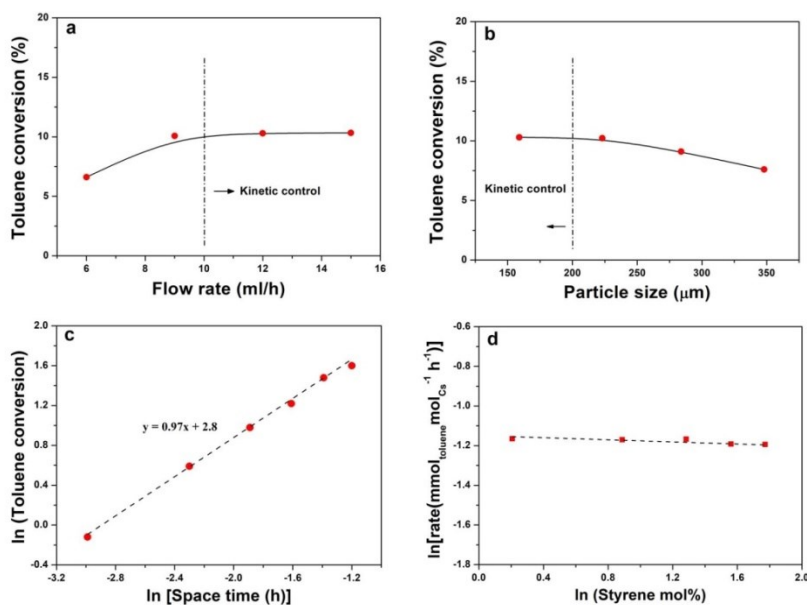 a
Toluene conversion (%)
20
15
10
5
0
Kinetic control
6 8 10 12 14 16
Flow rate (ml/h)
b
Toluene conversion (%)
20
15
10
5
0
Kinetic control
150 200 250 300 350
Particle size (μm)
c
ln (Toluene conversion)
2.0
1.6
1.2
0.8
0.4
0.0
-0.4
y = 0.97x + 2.8
-3.2 -2.8 -2.4 -2.0 -1.6 -1.2
ln [Space time (h)]
d
ln[rate(mmol_toluene mol_Cs^-1 h^-1)]
-0.6
-0.8
-1.0
-1.2
-1.4
-1.6
-1.8
0.0 0.4 0.8 1.2 1.6 2.0
ln (Styrene mol%)